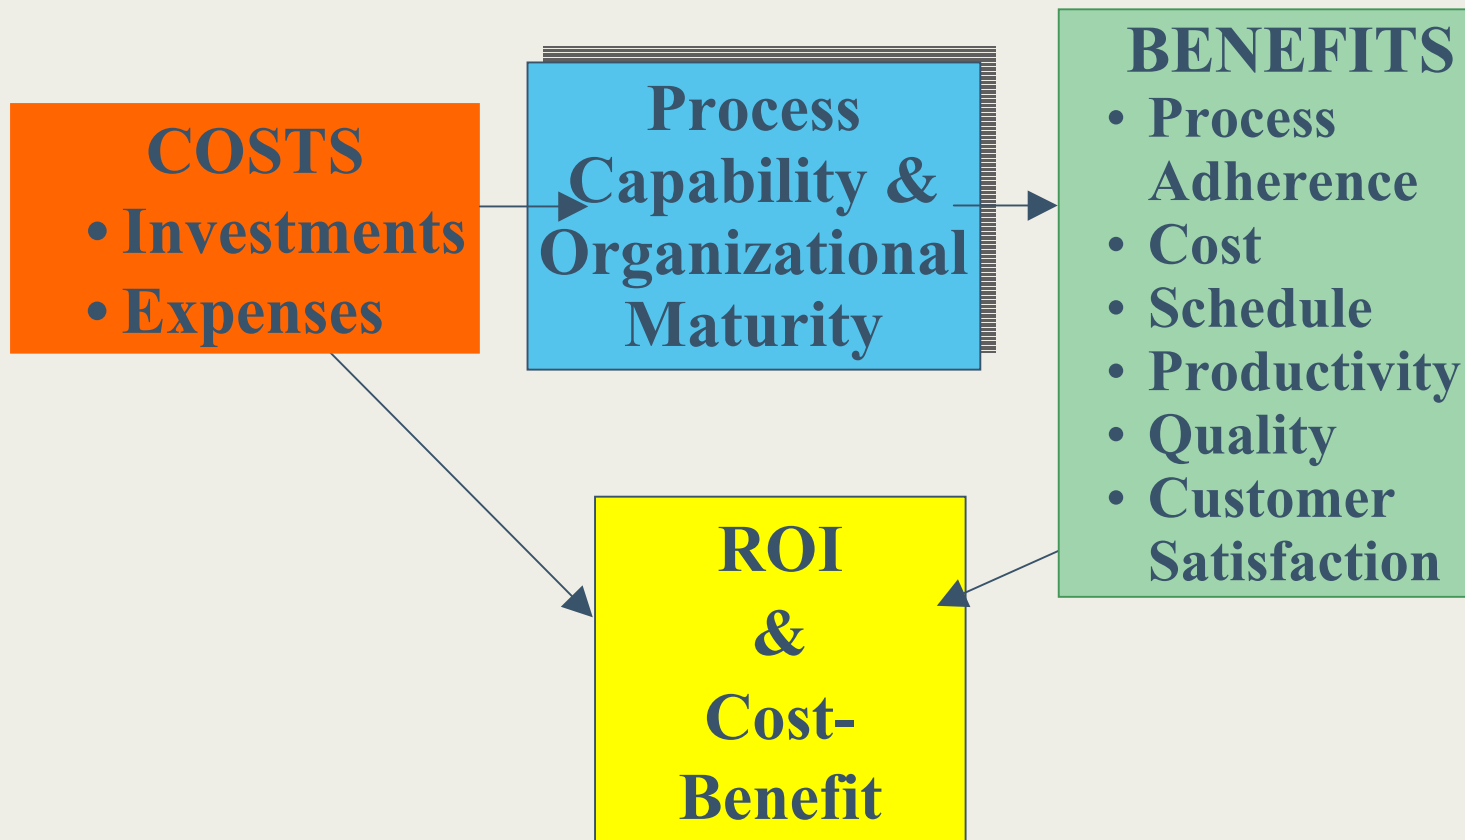 COSTS
• Investments
• Expenses
Process
Capability &
Organizational
Maturity
BENEFITS
• Process
Adherence
• Cost
• Schedule
• Productivity
• Quality
• Customer
Satisfaction
ROI
&
Cost-
Benefit